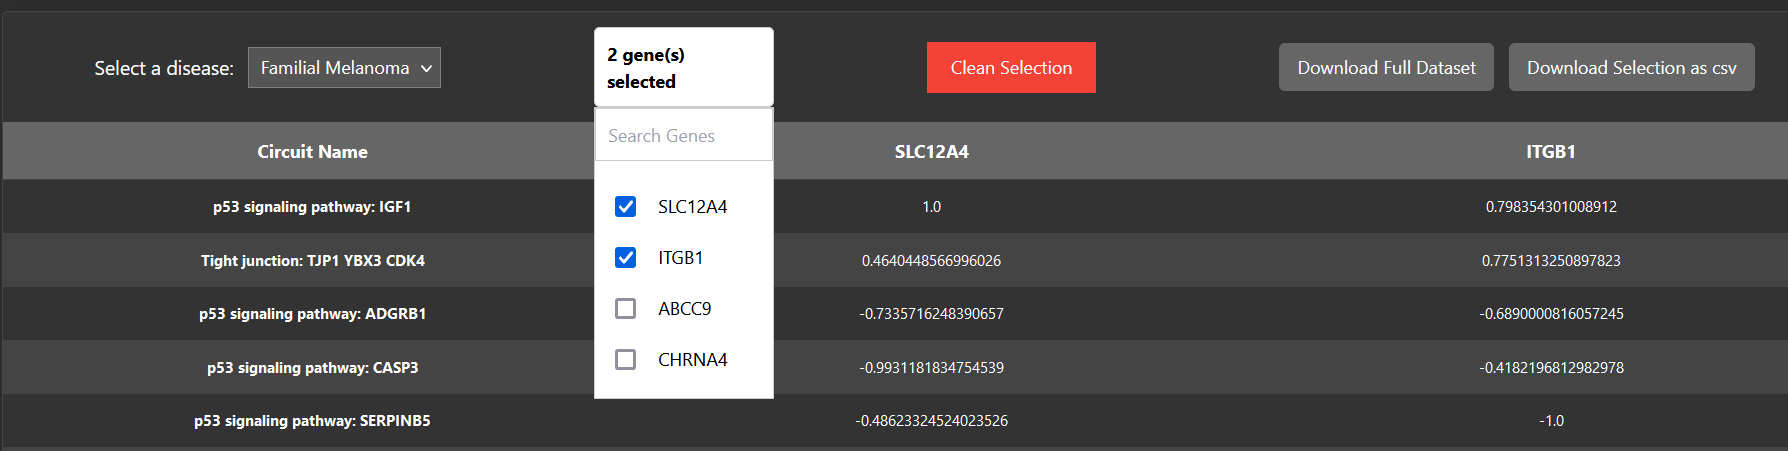 Select a disease: Familial Melanoma
2 gene(s)
selected
Clean Selection
Download Full Dataset
Download Selection as csv
Search Genes
SLC12A4
ITGB1
ABCC9
CHRNA4
Circuit Name SLC12A4 ITGB1
p53 signaling pathway: IGF1 1.0 0.798354301008912
Tight junction: TJP1 YBX3 CDK4 0.4640448566996026 0.7751313250897823
p53 signaling pathway: ADGRB1 -0.7335716248390657 -0.6890000816057245
p53 signaling pathway: CASP3 -0.9931181834754539 -0.4182196812982978
p53 signaling pathway: SERPINB5 -0.48623324524023526 -1.0